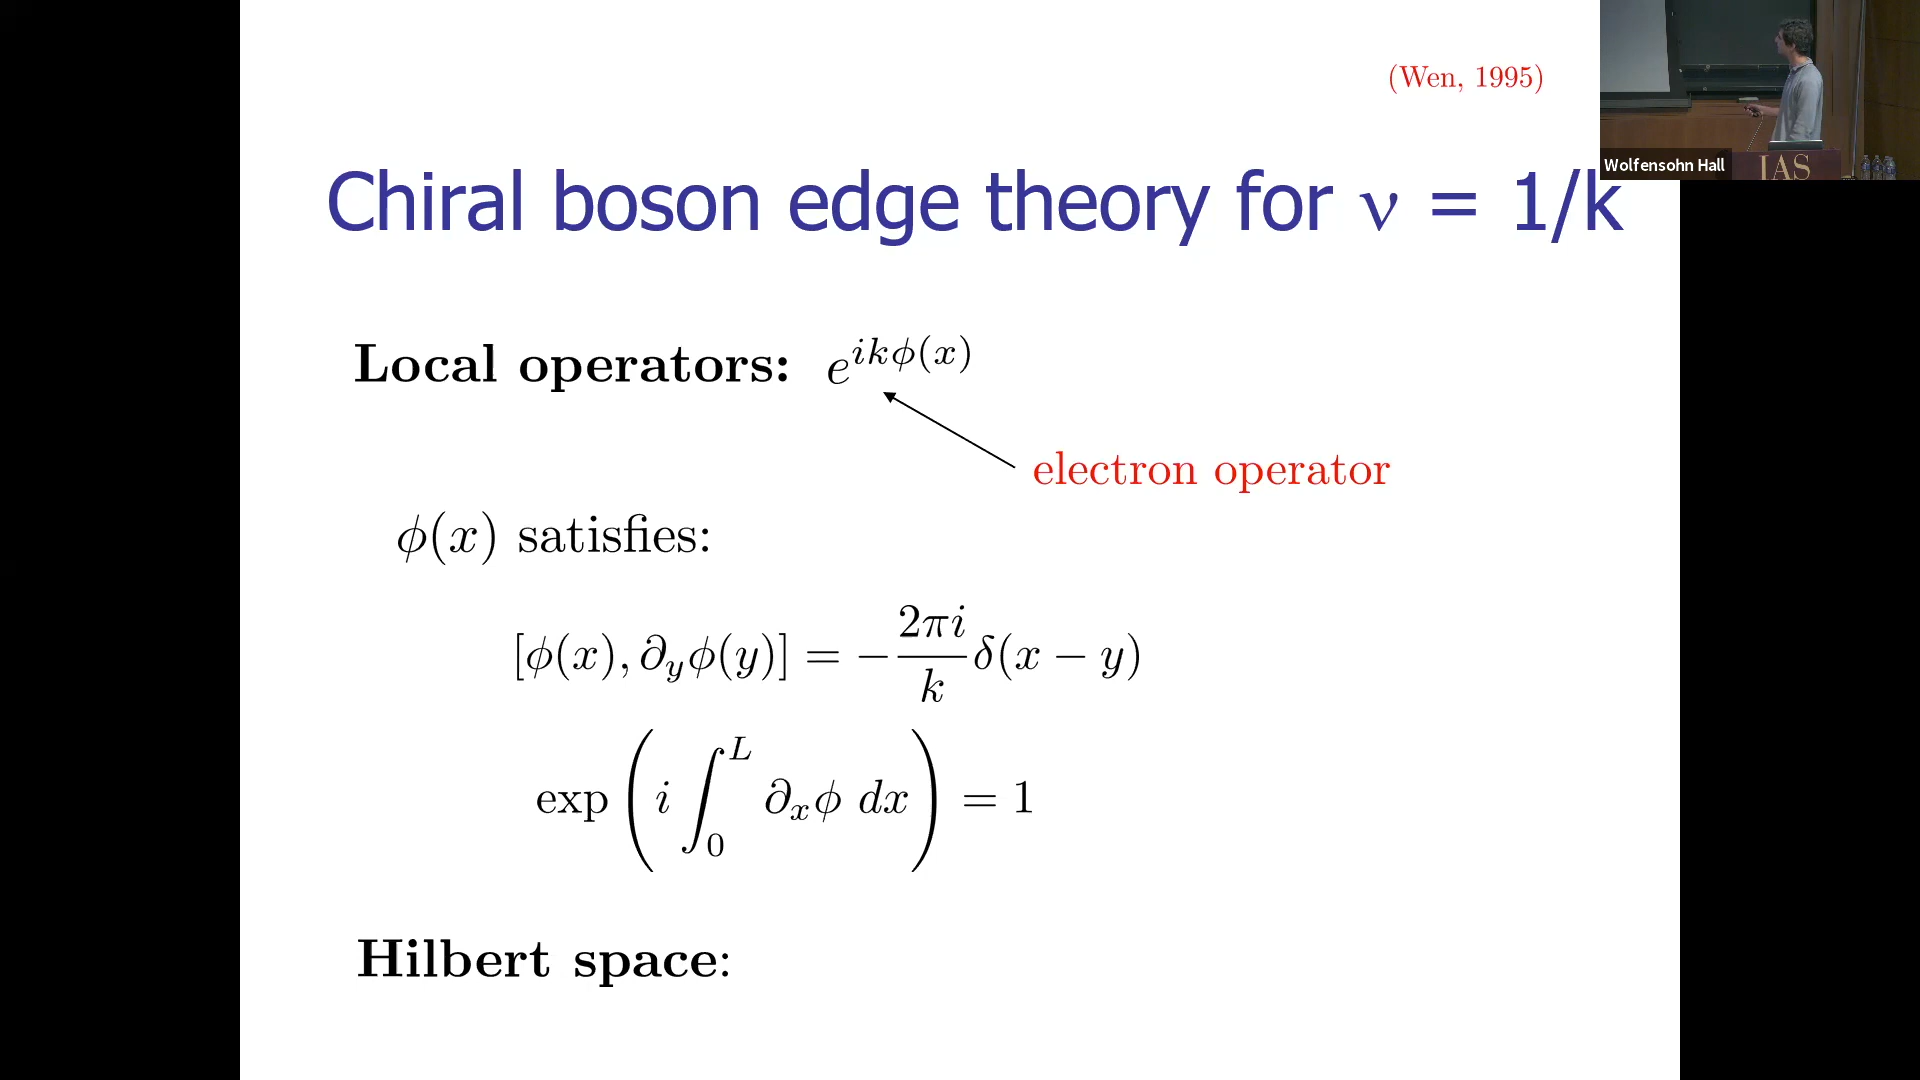 (Wen, 1995)
Wolfensohn Hall
IAS
Chiral boson edge theory for ν = 1/k
Local operators: e^{ikϕ(x)}
electron operator
ϕ(x) satisfies:
[ϕ(x), ∂_yϕ(y)] = −\frac{2πi}{k}δ(x − y)
exp(i∫_0^L ∂_xϕ dx) = 1
Hilbert space: